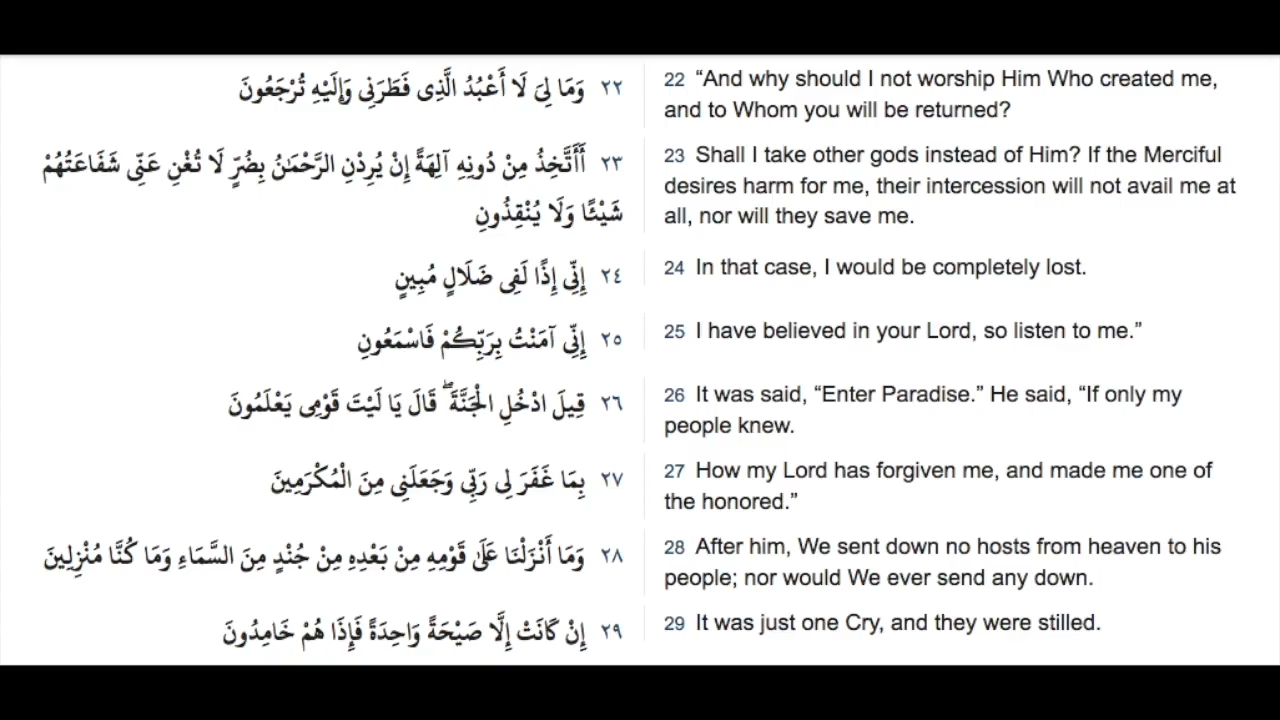 ٢٢ وَمَا لِىَ لَا أَعْبُدُ الَّذِى فَطَرَنِى وَإِلَيْهِ تُرْجَعُونَ
22 “And why should I not worship Him Who created me,
and to Whom you will be returned?
٢٣ أَأَتَّخِذُ مِنْ دُونِهِ آلِهَةً إِنْ يُرِدْنِ الرَّحْمَٰنُ بِضُرٍّ لَا تُغْنِ عَنِّى شَفَاعَتُهُمْ
شَيْئًا وَلَا يُنْقِذُونِ
23 Shall I take other gods instead of Him? If the Merciful
desires harm for me, their intercession will not avail me at
all, nor will they save me.
٢٤ إِنِّى إِذًا لَفِى ضَلَالٍ مُبِينٍ
24 In that case, I would be completely lost.
٢٥ إِنِّى آمَنْتُ بِرَبِّكُمْ فَاسْمَعُونِ
25 I have believed in your Lord, so listen to me.”
٢٦ قِيلَ ادْخُلِ الْجَنَّةَ ۖ قَالَ يَا لَيْتَ قَوْمِى يَعْلَمُونَ
26 It was said, “Enter Paradise.” He said, “If only my
people knew.
٢٧ بِمَا غَفَرَ لِى رَبِّى وَجَعَلَنِى مِنَ الْمُكْرَمِينَ
27 How my Lord has forgiven me, and made me one of
the honored.”
٢٨ وَمَا أَنْزَلْنَا عَلَىٰ قَوْمِهِ مِنْ بَعْدِهِ مِنْ جُنْدٍ مِنَ السَّمَاءِ وَمَا كُنَّا مُنْزِلِينَ
28 After him, We sent down no hosts from heaven to his
people; nor would We ever send any down.
٢٩ إِنْ كَانَتْ إِلَّا صَيْحَةً وَاحِدَةً فَإِذَا هُمْ خَامِدُونَ
29 It was just one Cry, and they were stilled.